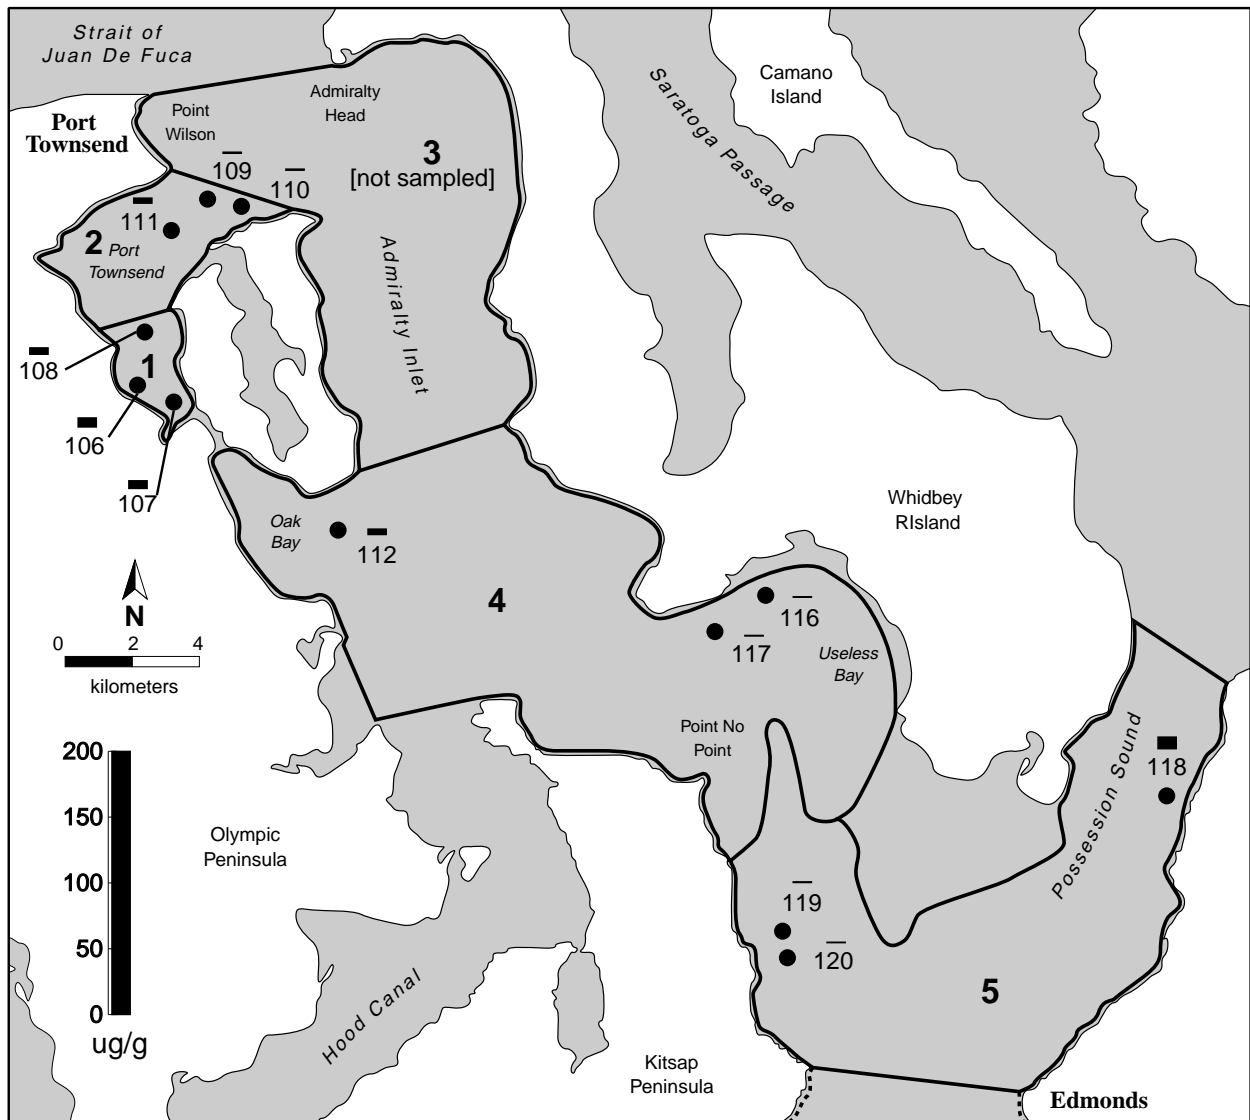 Strait of
Juan De Fuca
Port
Townsend
Point
Wilson
Admiralty
Head
3
[not sampled]
Saratoga Passage
Camano
Island
109
110
111
2
Port
Townsend
Admiralty Inlet
108
1
106
107
Oak
Bay
112
4
Whidbey
RIsland
116
117
Useless
Bay
N
0 2 4
kilometers
Point No
Point
Possession Sound
118
200
150
100
50
0
ug/g
Olympic
Peninsula
119
120
5
Hood Canal
Kitsap
Peninsula
Edmonds